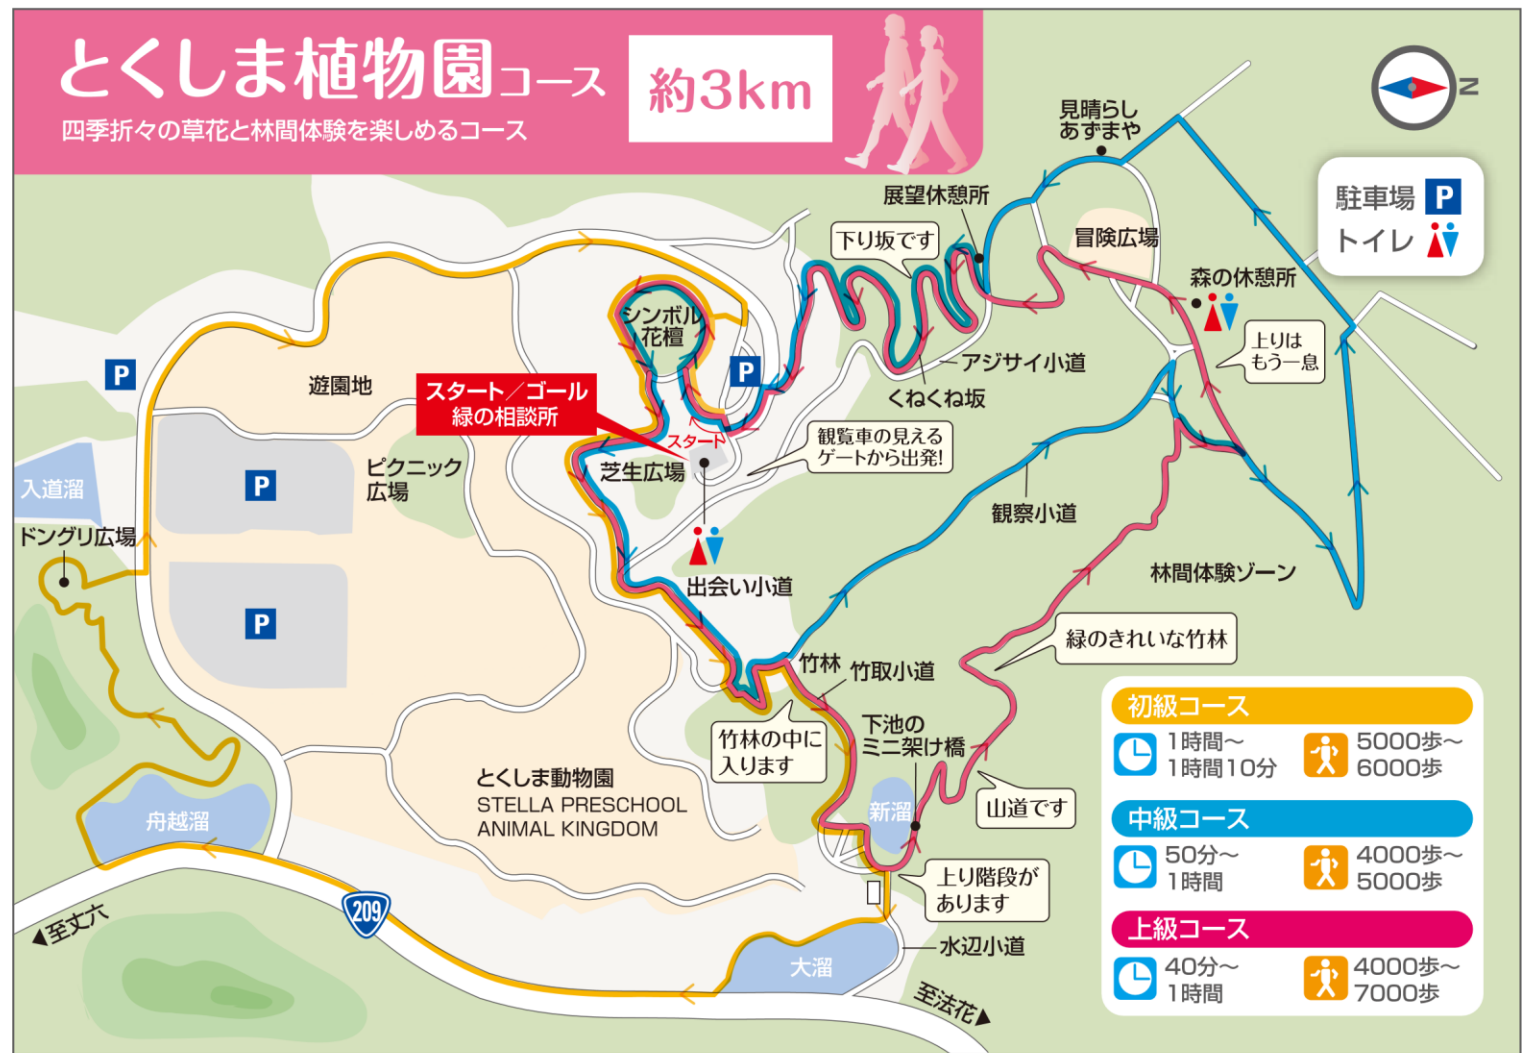 とくしま植物園コース
約3km
四季折々の草花と林間体験を楽しめるコース
N
駐車場 P
トイレ
見晴らし
あずまや
展望休憩所
下り坂です
冒険広場
森の休憩所
上りは
もう一息
シンボル
花壇
P
P
アジサイ小道
くねくね坂
遊園地
スタート／ゴール
緑の相談所
スタート
観覧車の見える
ゲートから出発!
芝生広場
ピクニック
広場
P
入道溜
ドングリ広場
観察小道
林間体験ゾーン
出会い小道
P
緑のきれいな竹林
竹林
竹取小道
竹林の中に
入ります
下池の
ミニ架け橋
新溜
山道です
とくしま動物園
STELLA PRESCHOOL
ANIMAL KINGDOM
舟越溜
上り階段が
あります
209
◀至丈六
水辺小道
大溜
至法花▶
初級コース
1時間～
1時間10分
5000歩～
6000歩
中級コース
50分～
1時間
4000歩～
5000歩
上級コース
40分～
1時間
4000歩～
7000歩